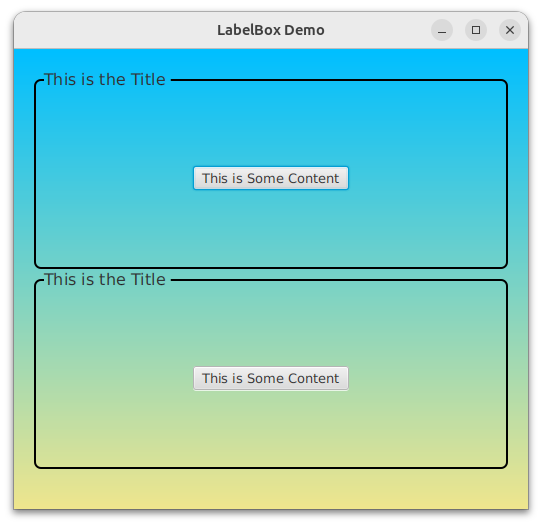 LabelBox Demo
This is the Title
This is Some Content
This is the Title
This is Some Content